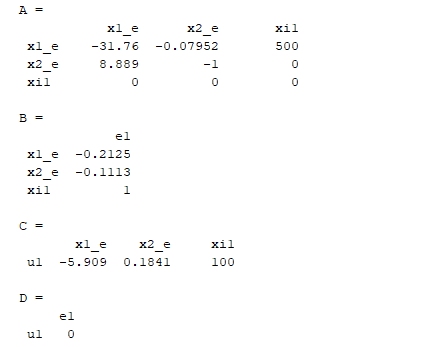 A =
x1_e x2_e xi1
x1_e -31.76 -0.07952 500
x2_e 8.889 -1 0
xi1 0 0 0
B =
e1
x1_e -0.2125
x2_e -0.1113
xi1 1
C =
x1_e x2_e xi1
u1 -5.909 0.1841 100
D =
e1
u1 0